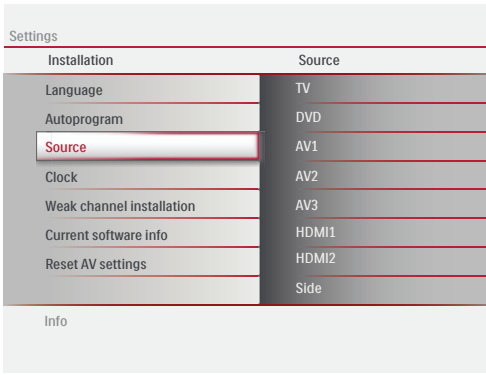 Settings
Installation
Source
Language
Autoprogram
Source
Clock
Weak channel installation
Current software info
Reset AV settings
TV
DVD
AV1
AV2
AV3
HDMI1
HDMI2
Side
Info